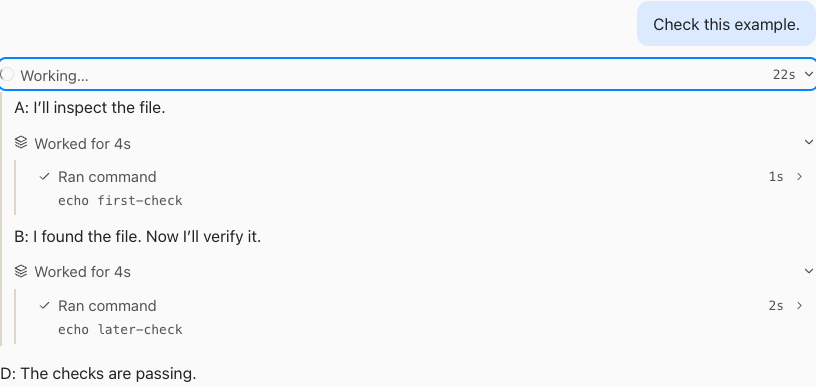 Check this example.
Working...
22s
A: I’ll inspect the file.
Worked for 4s
Ran command
1s
echo first-check
B: I found the file. Now I’ll verify it.
Worked for 4s
Ran command
2s
echo later-check
D: The checks are passing.